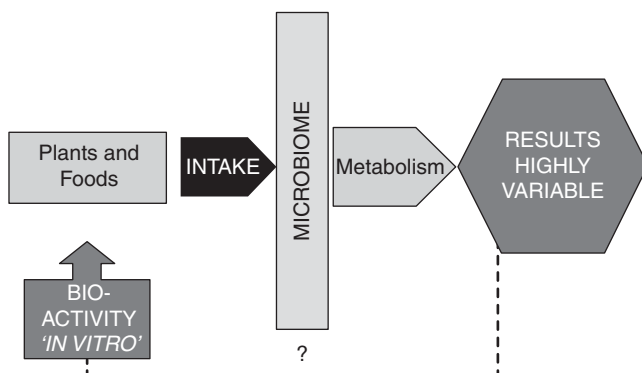 Plants and
Foods
INTAKE
MICROBIOME
Metabolism
RESULTS
HIGHLY
VARIABLE
BIO-
ACTIVITY
'IN VITRO'
?